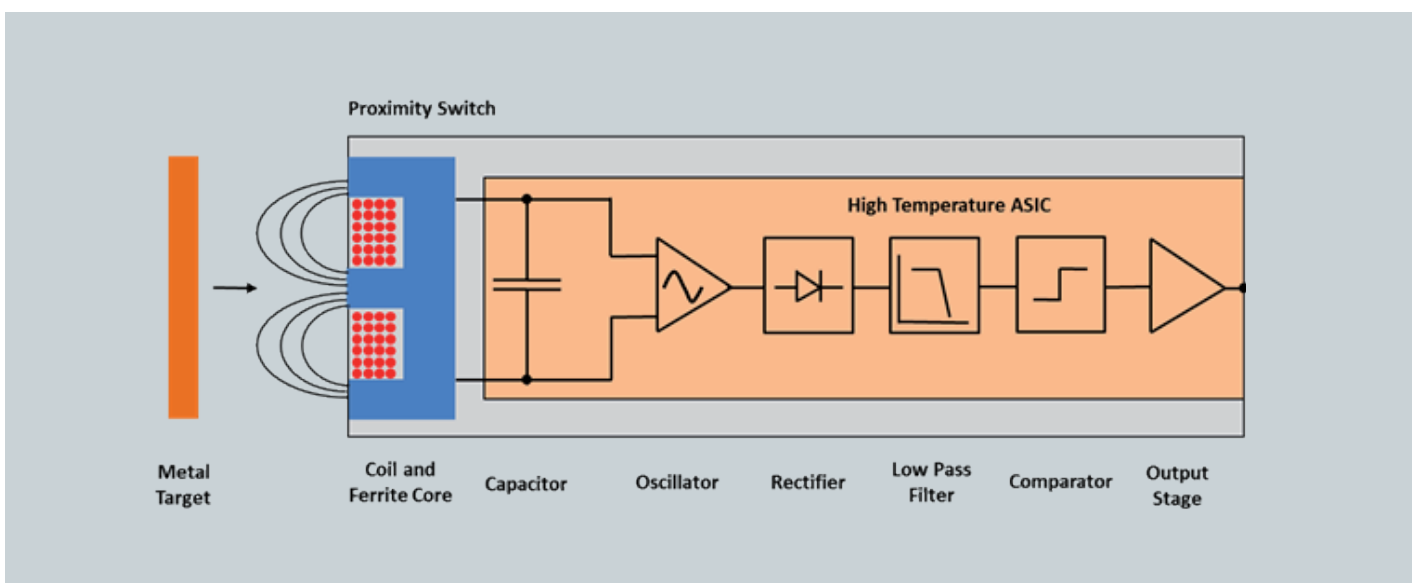 Proximity Switch
High Temperature ASIC
Metal
Target
Coil and
Ferrite Core
Capacitor
Oscillator
Rectifier
Low Pass
Filter
Comparator
Output
Stage